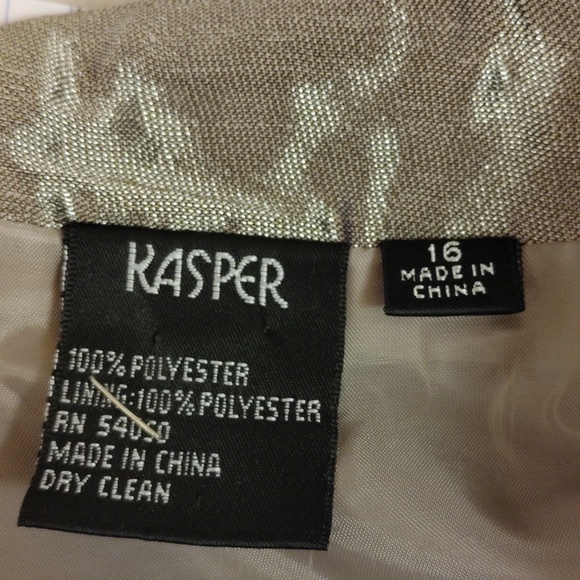 KASPER
100% POLYESTER
LINING:100% POLYESTER
RN 54050
MADE IN CHINA
DRY CLEAN
16
MADE IN
CHINA